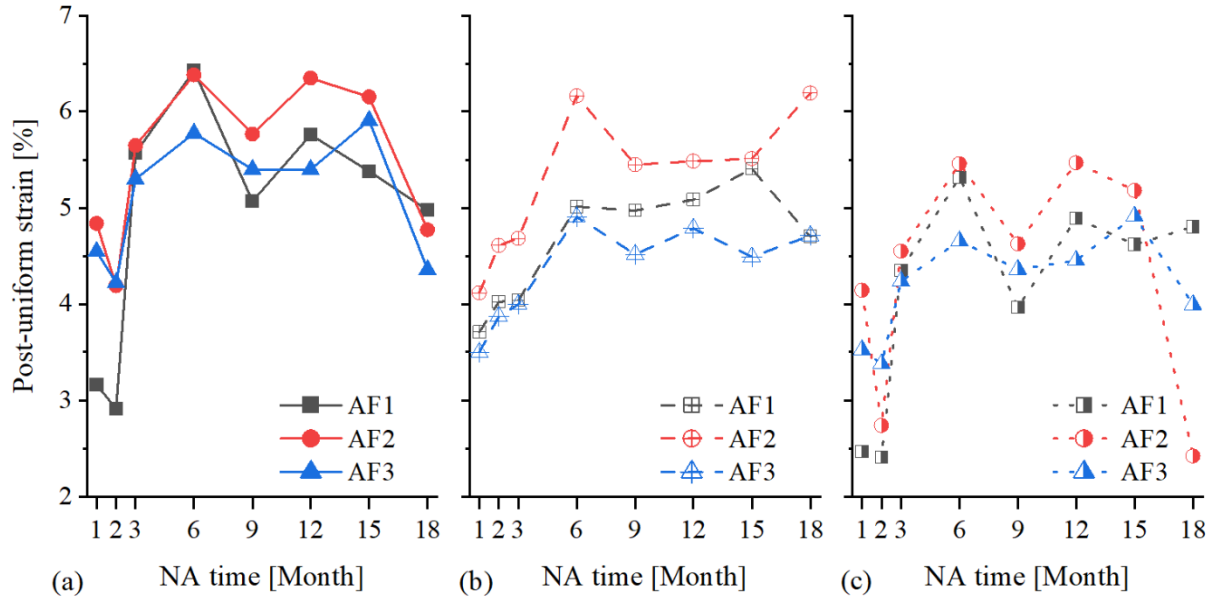 Post-uniform strain [%]
7
6
5
4
3
2
AF1
AF2
AF3
1 2 3 6 9 12 15 18
(a) NA time [Month]
AF1
AF2
AF3
1 2 3 6 9 12 15 18
(b) NA time [Month]
AF1
AF2
AF3
1 2 3 6 9 12 15 18
(c) NA time [Month]